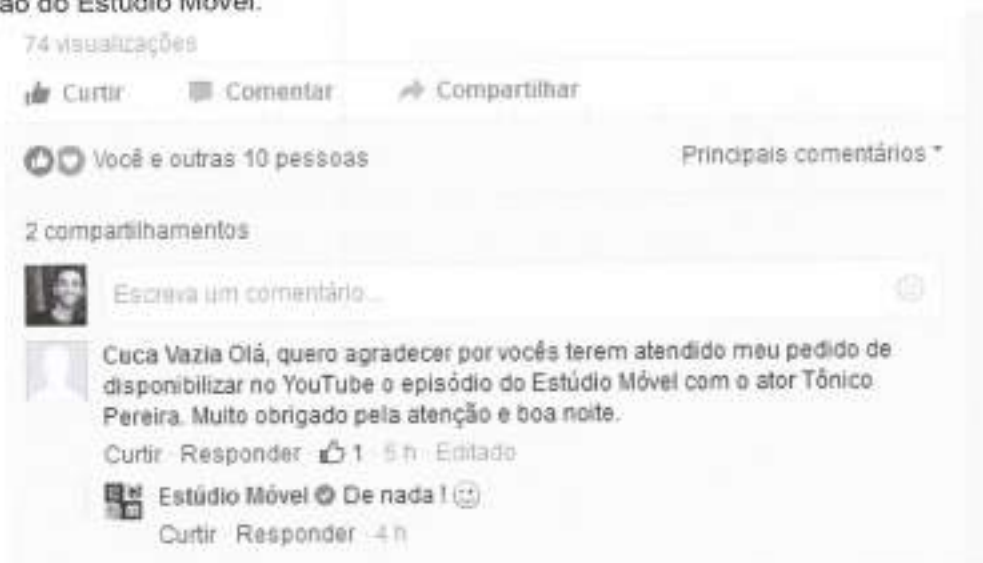 ao do Estúdio Móvel.
74 visualizações
Curtir Comentar Compartilhar
Você e outras 10 pessoas Principais comentários
2 compartilhamentos
Escreva um comentário...
Cuca Vazia Olá, quero agradecer por vocês terem atendido meu pedido de
disponibilizar no YouTube o episódio do Estúdio Móvel com o ator Tônico
Pereira. Muito obrigado pela atenção e boa noite.
Curtir · Responder · 1 · 5 h · Editado
Estúdio Móvel De nada !
Curtir · Responder · 4 h